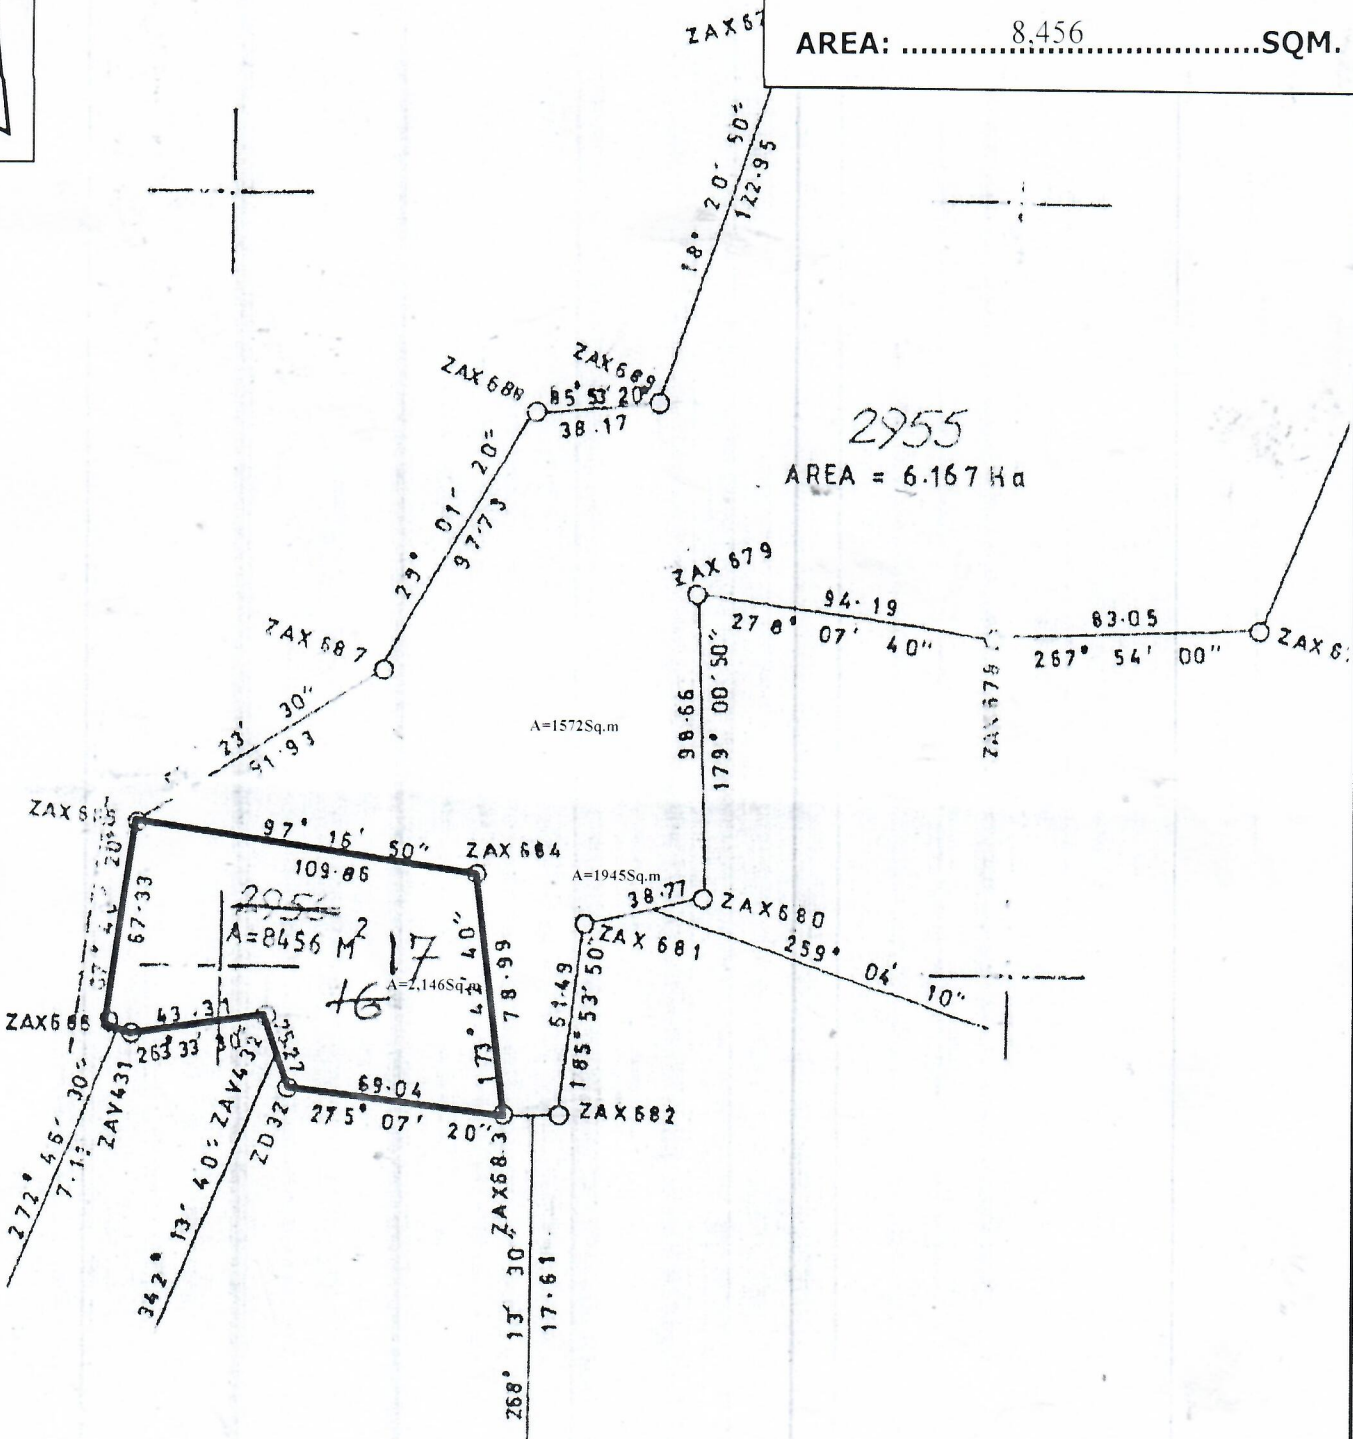 AREA: ........8,456........SQM.
18° 20' 50"
122.95
ZAX 689
ZAX 688
85° 53' 20"
38.17
2955
AREA = 6.167 Ha
29° 01' 20"
97.73
ZAX 679
94.19
278° 07' 40"
83.05
267° 54' 00"
ZAX 678
ZAX 687
23' 30"
91.93
A=1572Sq.m
98.66
179° 00' 50"
97° 16' 50"
109.86
ZAX 684
A=1945Sq.m
38.77
ZAX 680
ZAX 681
259° 04' 10"
67.33
A=8456 M²
17
16
A=2,146Sq.m
173° 42' 40"
78.99
51.49
185° 53' 50"
ZAX686
43.31
263° 33' 30"
25.22
ZAV431
ZAV432
ZD32
69.04
275° 07' 20"
ZAX683
ZAX 682
272° 46' 30"
342° 13' 40"
268° 13' 30"
17.61